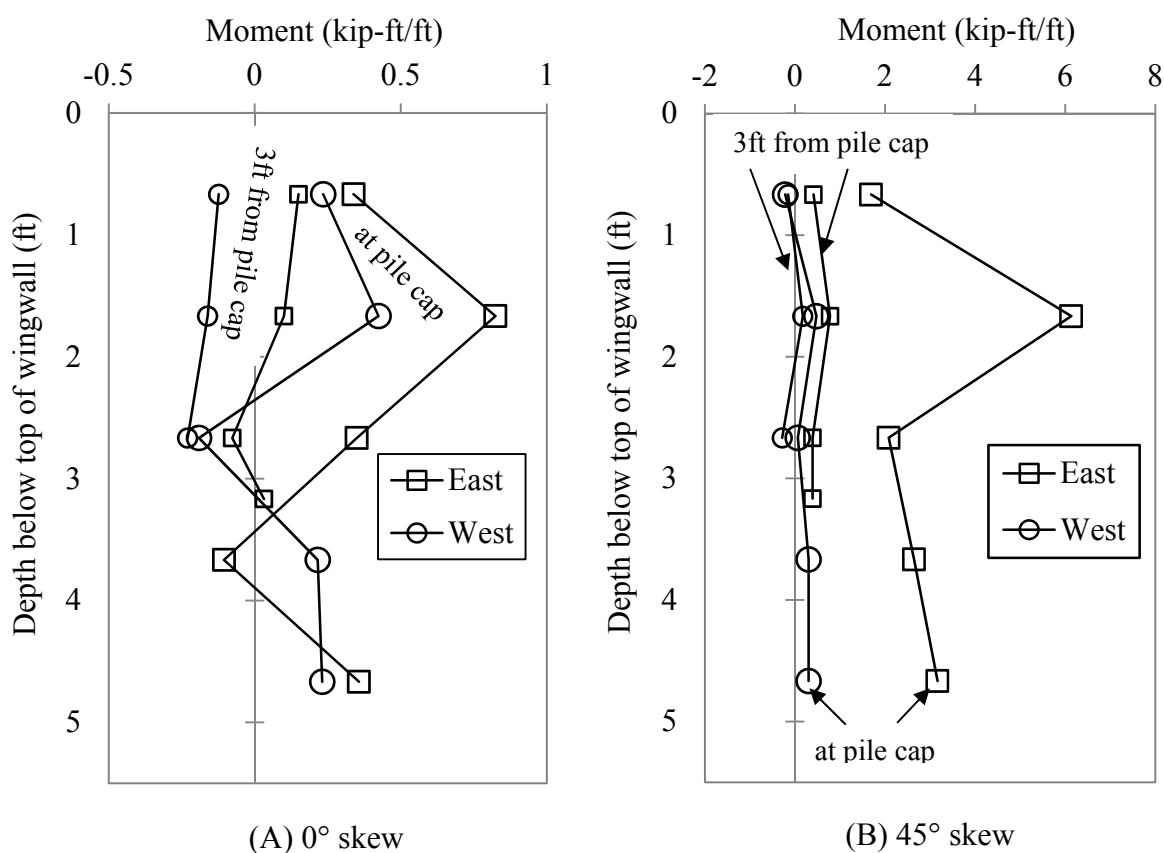 Moment (kip-ft/ft)
-0.5 0 0.5 1
0
1
2
3
4
5
Depth below top of wingwall (ft)
3ft from pile cap
at pile cap
East
West
(A) 0° skew
Moment (kip-ft/ft)
-2 0 2 4 6 8
0
1
2
3
4
5
Depth below top of wingwall (ft)
3ft from pile cap
East
West
at pile cap
(B) 45° skew